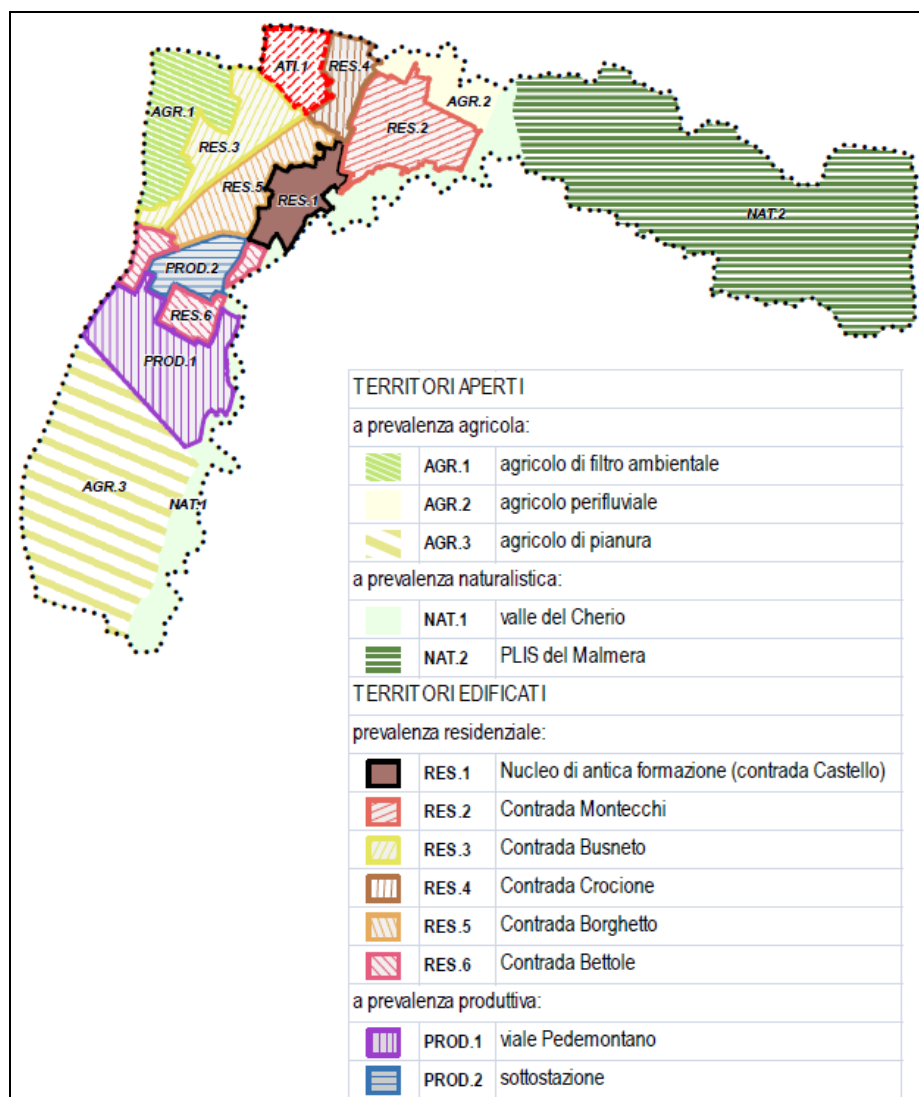 ATI.1
RES.4
AGR.1
AGR.2
RES.3
RES.2
RES.5
RES.1
NAT.2
PROD.2
RES.6
PROD.1
AGR.3
NAT.1
TERRITORI APERTI
a prevalenza agricola:
AGR.1 agricolo di filtro ambientale
AGR.2 agricolo perifluviale
AGR.3 agricolo di pianura
a prevalenza naturalistica:
NAT.1 valle del Cherio
NAT.2 PLIS del Malmera
TERRITORI EDIFICATI
prevalenza residenziale:
RES.1 Nucleo di antica formazione (contrada Castello)
RES.2 Contrada Montecchi
RES.3 Contrada Busneto
RES.4 Contrada Crocione
RES.5 Contrada Borghetto
RES.6 Contrada Bettole
a prevalenza produttiva:
PROD.1 viale Pedemontano
PROD.2 sottostazione